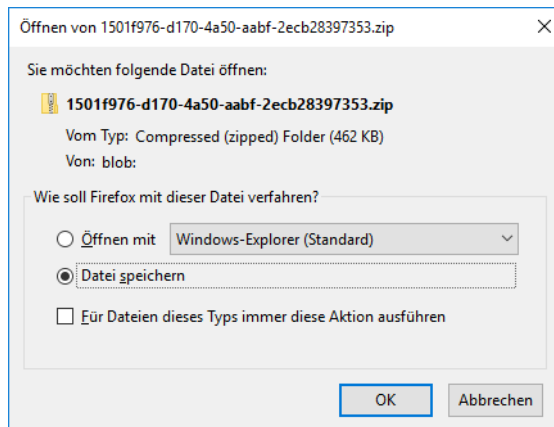 Öffnen von 1501f976-d170-4a50-aabf-2ecb28397353.zip
Sie möchten folgende Datei öffnen:
1501f976-d170-4a50-aabf-2ecb28397353.zip
Vom Typ: Compressed (zipped) Folder (462 KB)
Von: blob:
Wie soll Firefox mit dieser Datei verfahren?
Öffnen mit Windows-Explorer (Standard)
Datei speichern
Für Dateien dieses Typs immer diese Aktion ausführen
OK Abbrechen